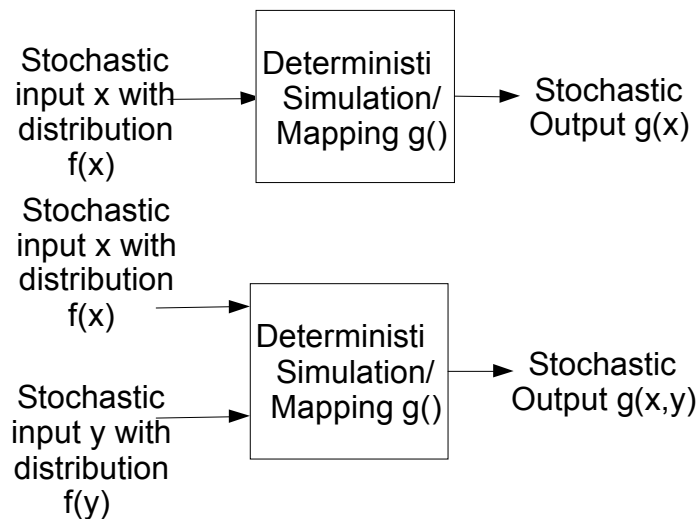 Stochastic
input x with
distribution
f(x)
Deterministi
Simulation/
Mapping g()
Stochastic
Output g(x)
Stochastic
input x with
distribution
f(x)
Stochastic
input y with
distribution
f(y)
Deterministi
Simulation/
Mapping g()
Stochastic
Output g(x,y)